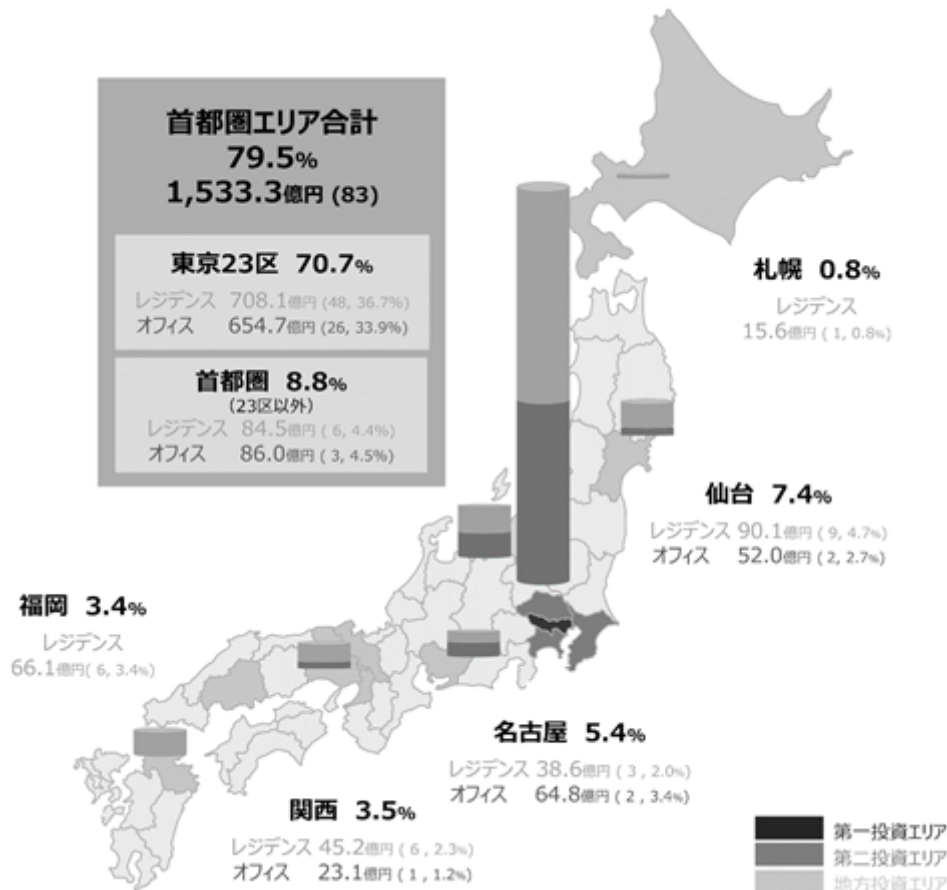 首都圏エリア合計
79.5%
1,533.3億円 (83)
東京23区 70.7%
レジデンス 708.1億円 (48, 36.7%)
オフィス 654.7億円 (26, 33.9%)
首都圏 8.8%
(23区以外)
レジデンス 84.5億円 ( 6, 4.4%)
オフィス 86.0億円 ( 3, 4.5%)
札幌 0.8%
レジデンス
15.6億円 ( 1, 0.8%)
仙台 7.4%
レジデンス 90.1億円 ( 9, 4.7%)
オフィス 52.0億円 ( 2, 2.7%)
福岡 3.4%
レジデンス
66.1億円( 6, 3.4%)
名古屋 5.4%
レジデンス 38.6億円 ( 3 , 2.0%)
オフィス 64.8億円 ( 2 , 3.4%)
関西 3.5%
レジデンス 45.2億円 ( 6 , 2.3%)
オフィス 23.1億円 ( 1 , 1.2%)
第一投資エリア
第二投資エリア
地方投資エリア